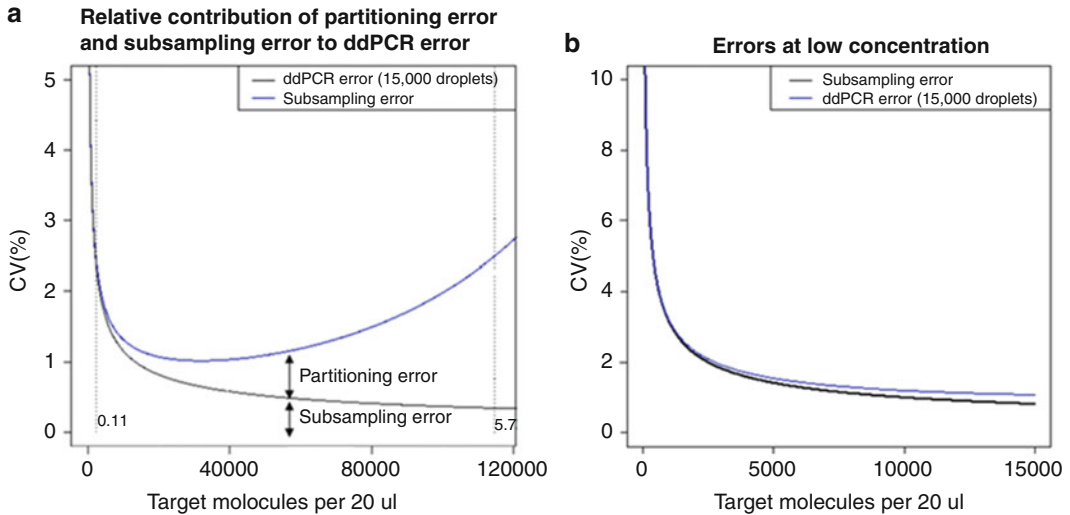 a
Relative contribution of partitioning error
and subsampling error to ddPCR error
ddPCR error (15,000 droplets)
Subsampling error
5
4
3
2
1
0
CV(%)
Partitioning error
Subsampling error
0.11
5.7
0
40000
80000
120000
Target molecules per 20 ul
b
Errors at low concentration
Subsampling error
ddPCR error (15,000 droplets)
10
8
6
4
2
0
CV(%)
0
5000
10000
15000
Target molecules per 20 ul